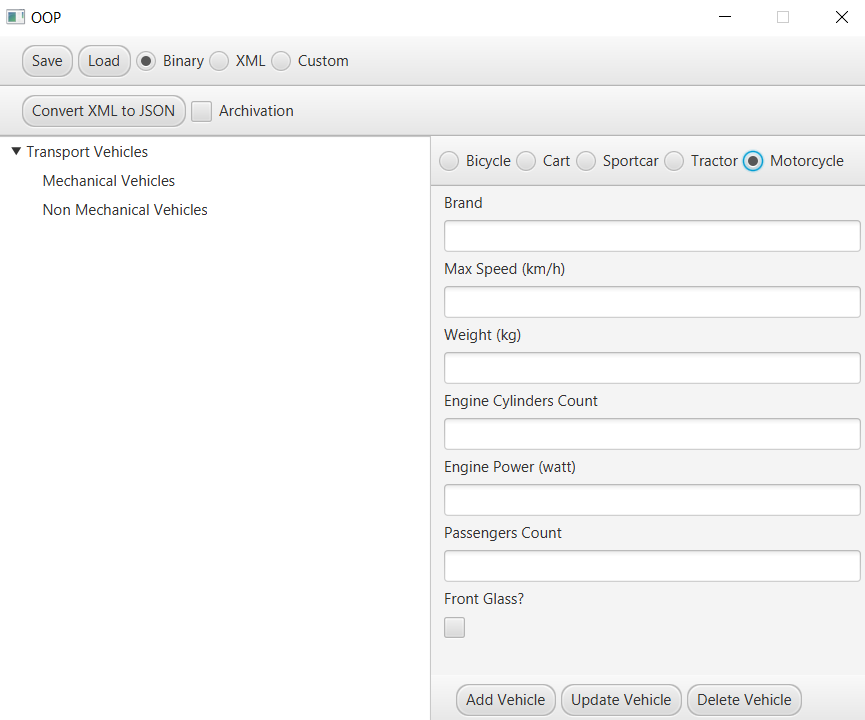 OOP
Save Load Binary XML Custom
Convert XML to JSON Archivation
Transport Vehicles
Mechanical Vehicles
Non Mechanical Vehicles
Bicycle Cart Sportcar Tractor Motorcycle
Brand
Max Speed (km/h)
Weight (kg)
Engine Cylinders Count
Engine Power (watt)
Passengers Count
Front Glass?
Add Vehicle Update Vehicle Delete Vehicle